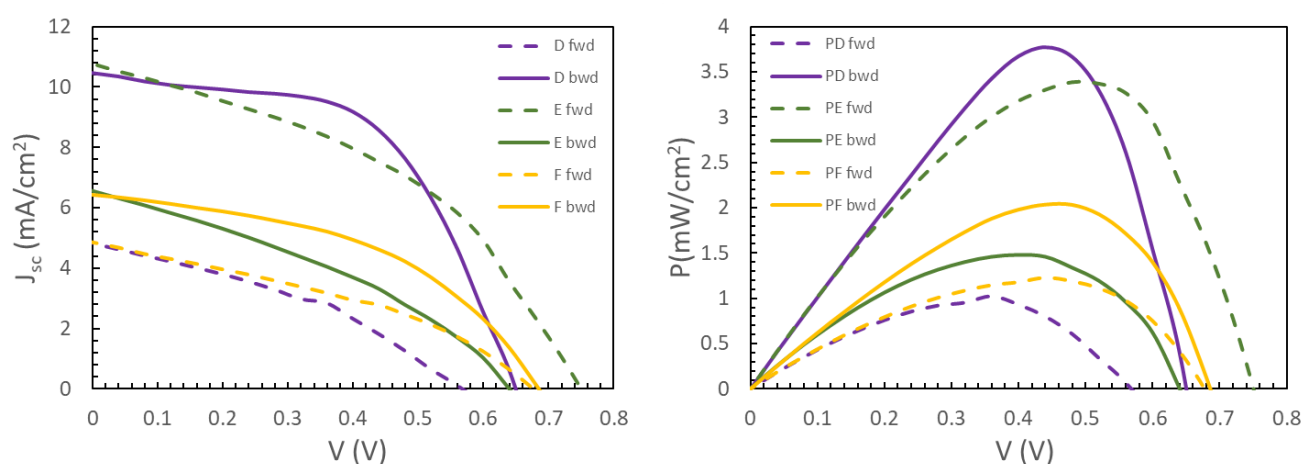 12
10
8
6
4
2
0
J_sc (mA/cm²)
D fwd
D bwd
E fwd
E bwd
F fwd
F bwd
0 0.1 0.2 0.3 0.4 0.5 0.6 0.7 0.8
V (V)
4
3.5
3
2.5
2
1.5
1
0.5
0
P(mW/cm²)
PD fwd
PD bwd
PE fwd
PE bwd
PF fwd
PF bwd
0 0.1 0.2 0.3 0.4 0.5 0.6 0.7 0.8
V (V)